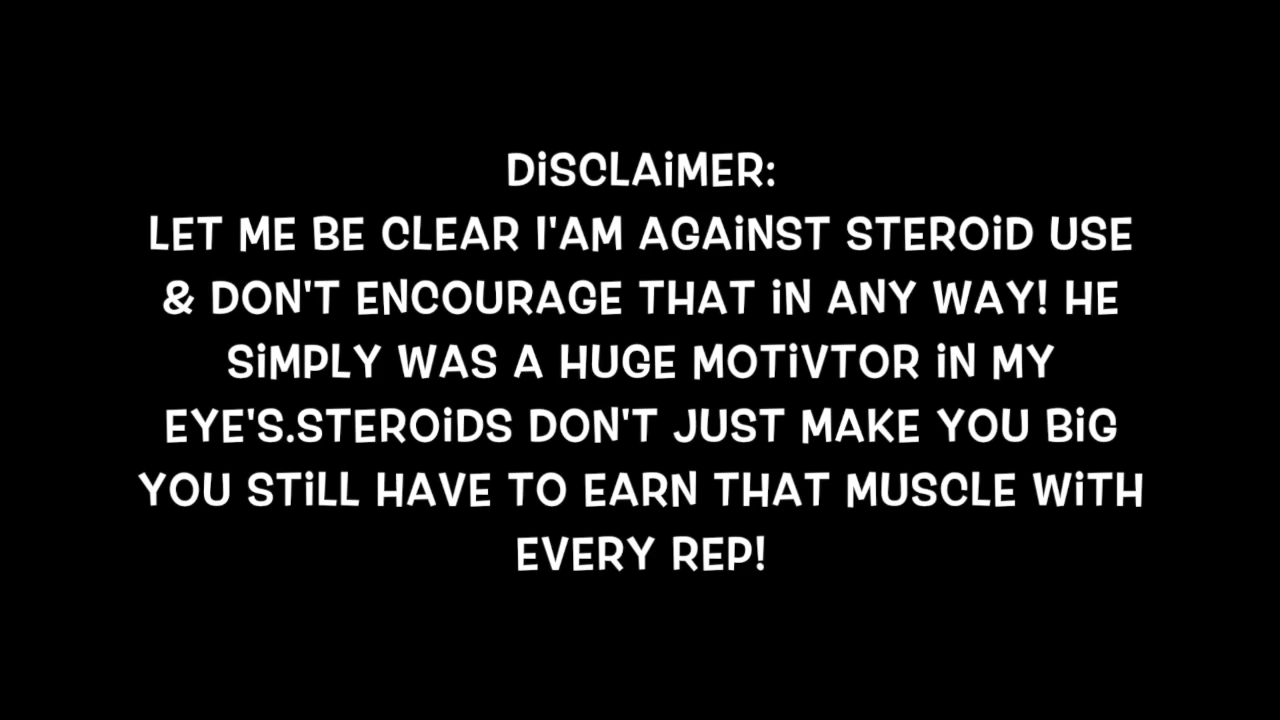 DiSCLAiMER:
LET ME BE CLEAR I'AM AGAiNST STEROiD USE
& DON'T ENCOURAGE THAT iN ANY WAY! HE
SiMPLY WAS A HUGE MOTiVTOR iN MY
EYE'S.STEROiDS DON'T JUST MAKE YOU BiG
YOU STiLL HAVE TO EARN THAT MUSCLE WiTH
EVERY REP!